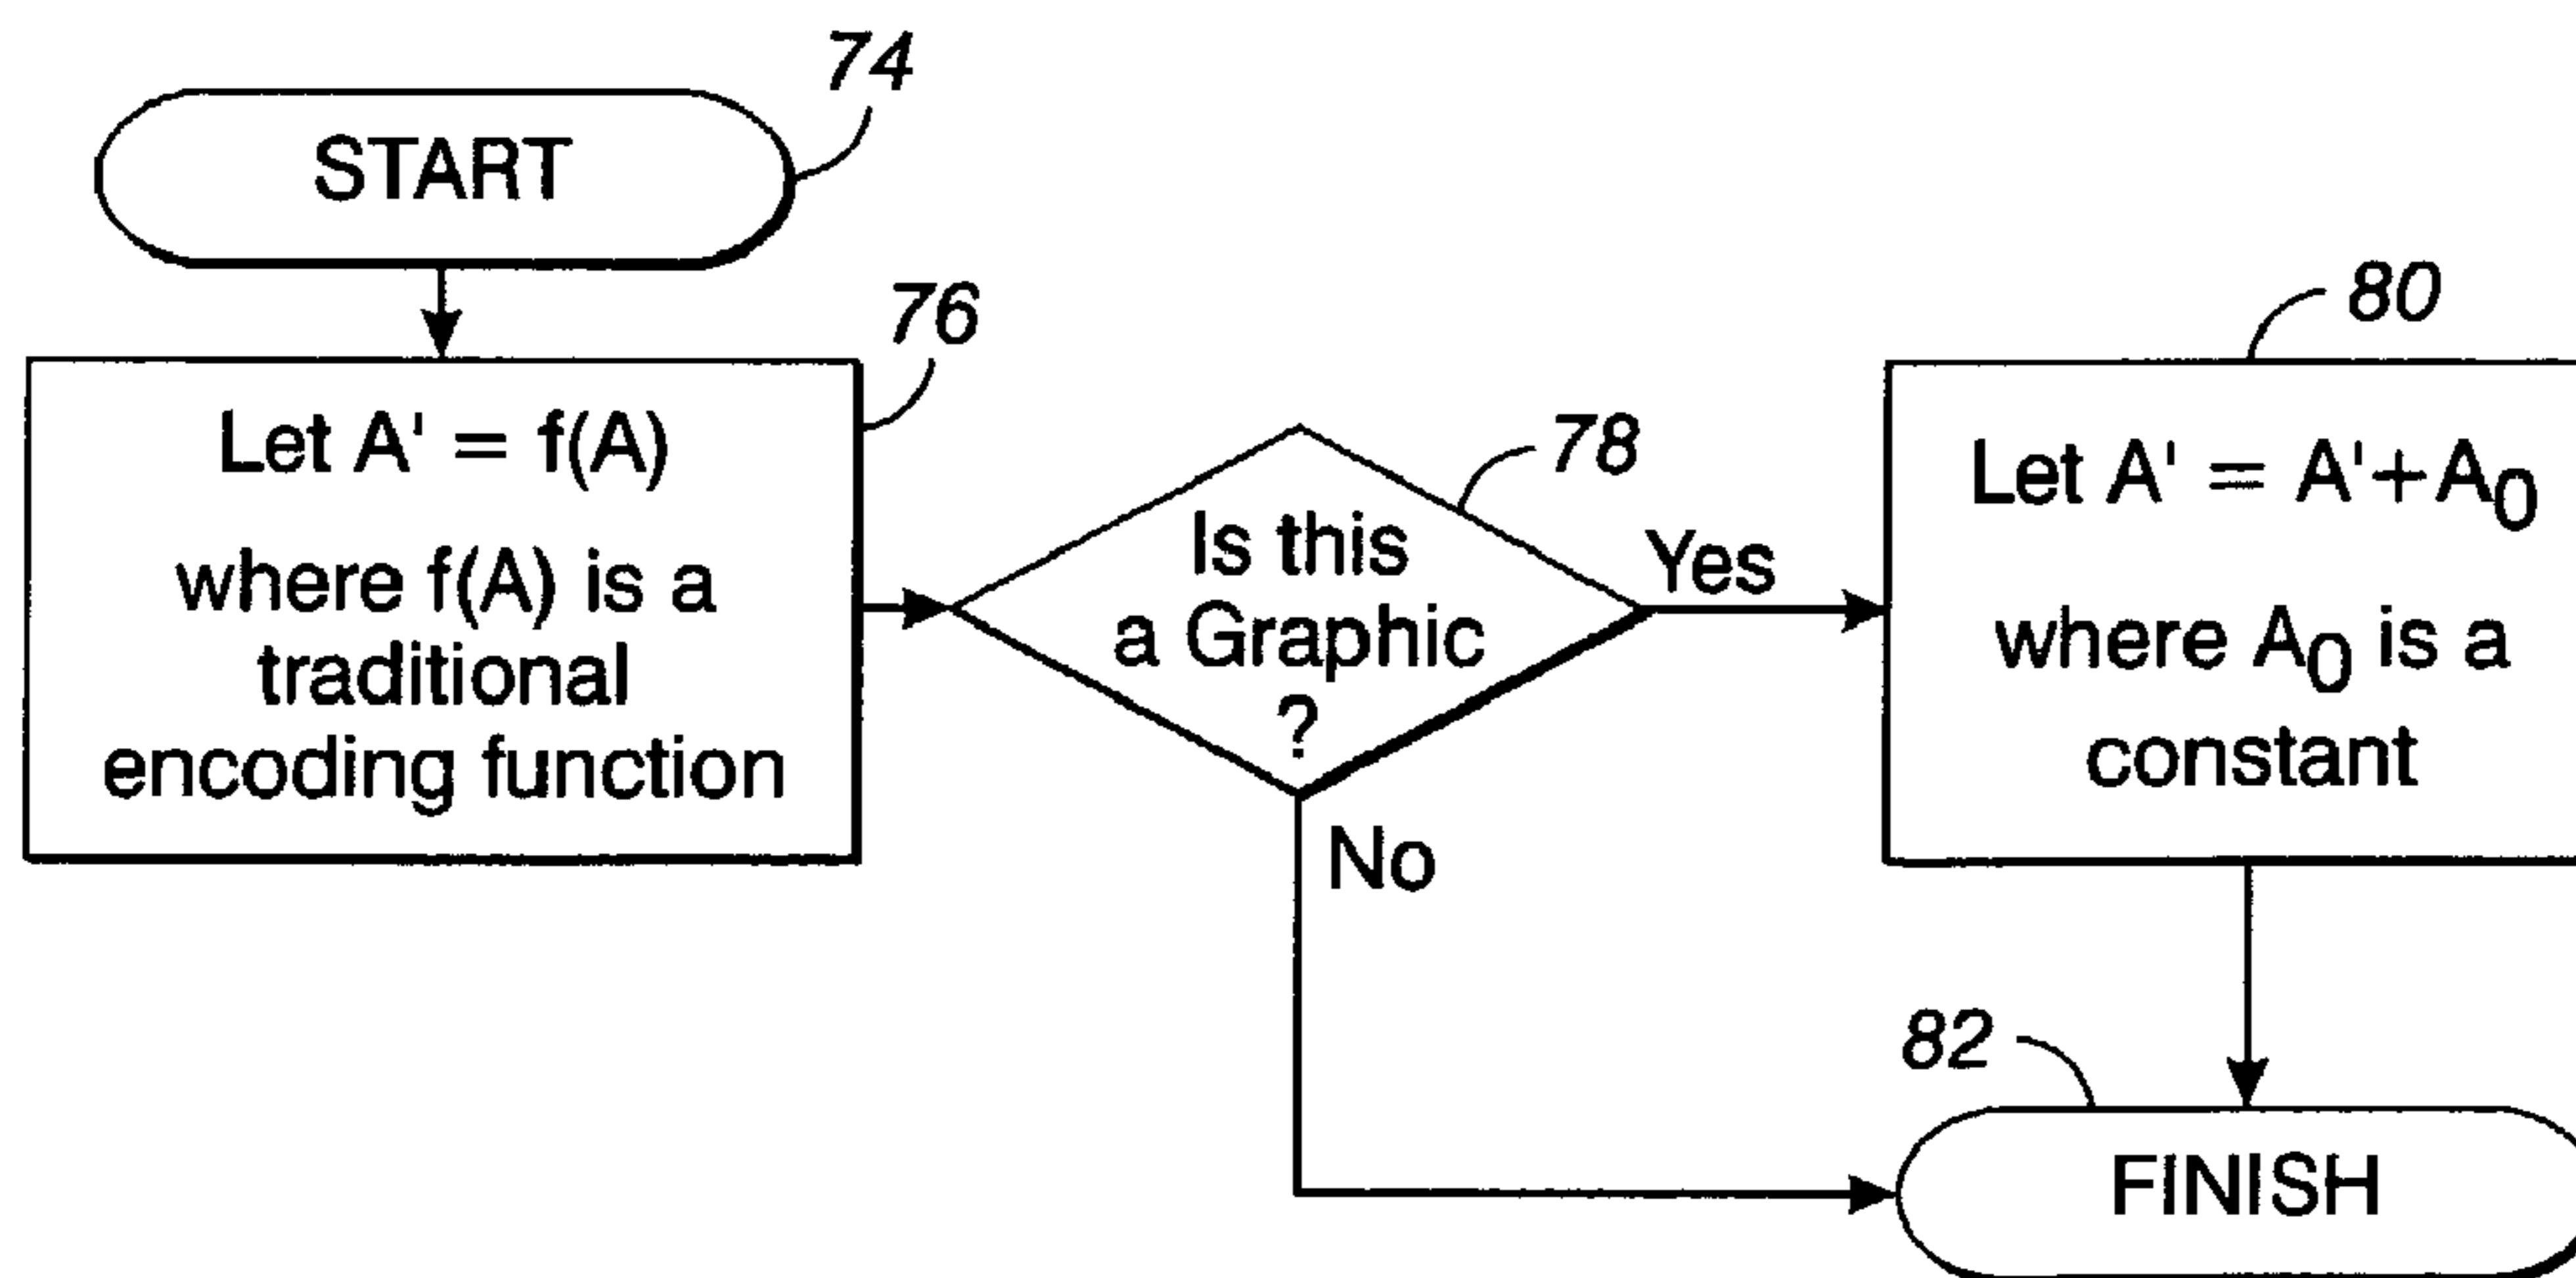 74
START
76
Let A' = f(A)
where f(A) is a
traditional
encoding function
78
Is this
a Graphic
?
Yes
No
80
Let A' = A'+A₀
where A₀ is a
constant
82
FINISH